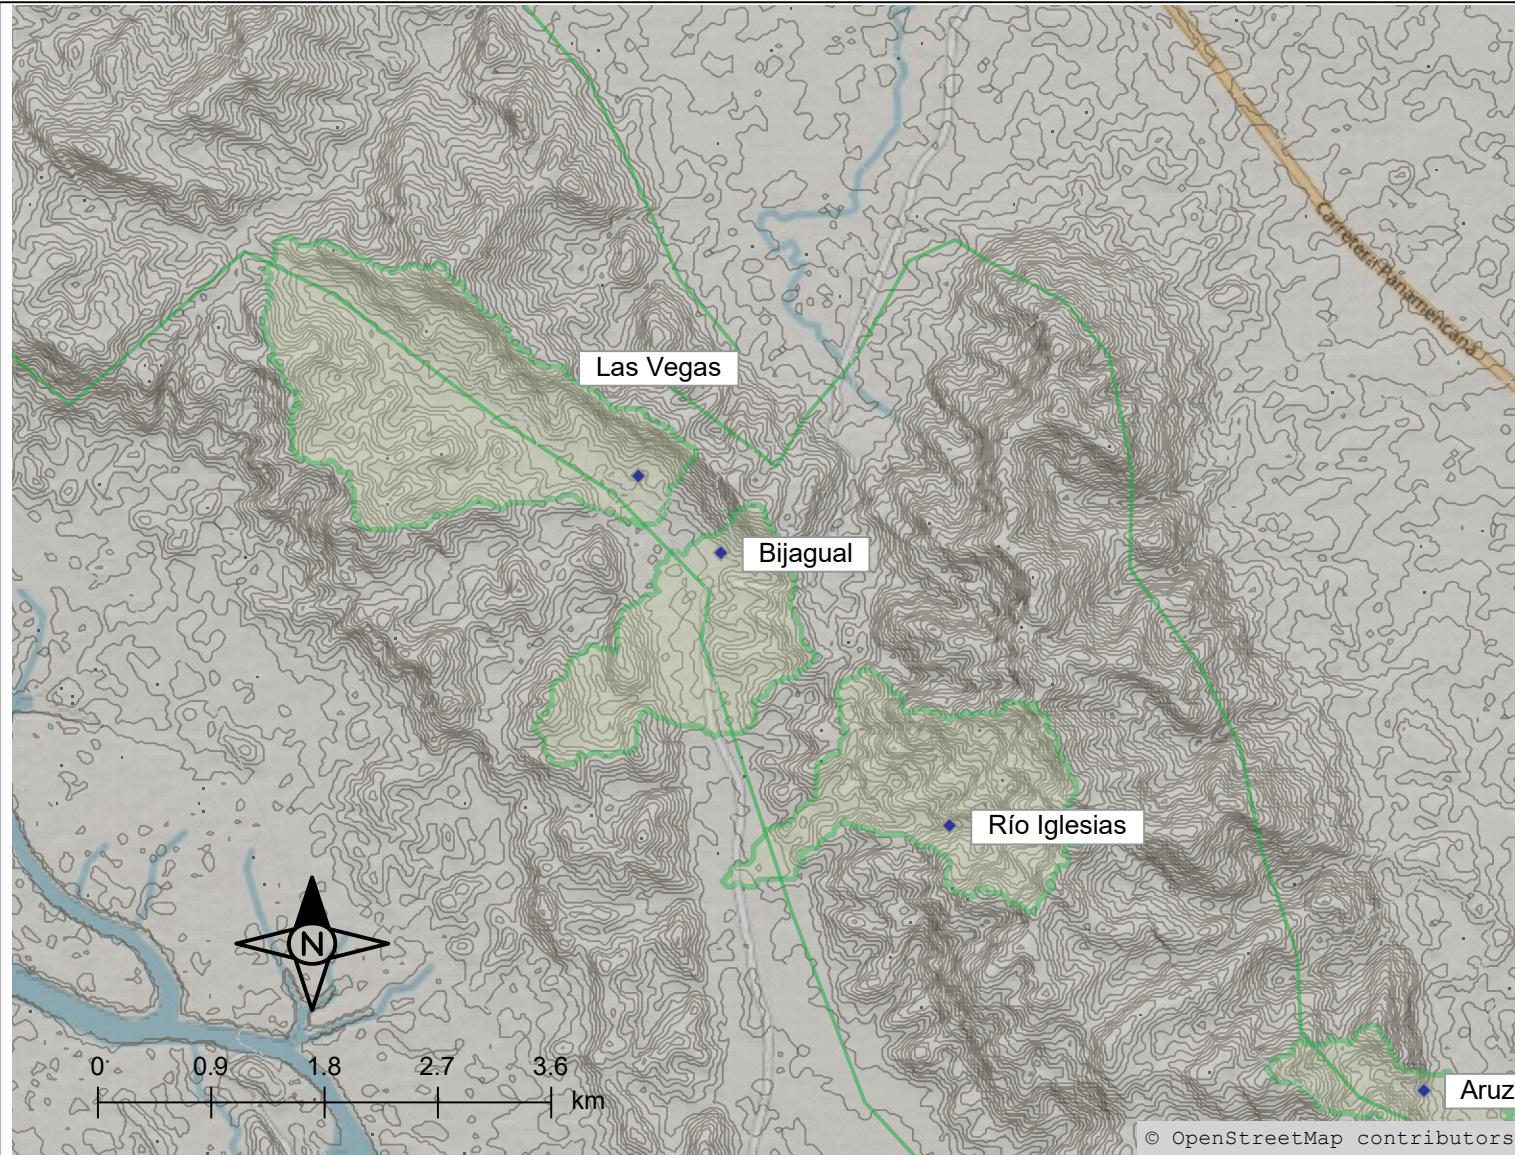 Carretera Panamericana
Las Vegas
Bijagual
Río Iglesias
N
0 0.9 1.8 2.7 3.6
km
Aruz
© OpenStreetMap contributors